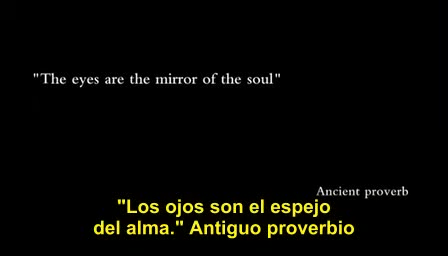 "The eyes are the mirror of the soul"
Ancient proverb
"Los ojos son el espejo
del alma." Antiguo proverbio